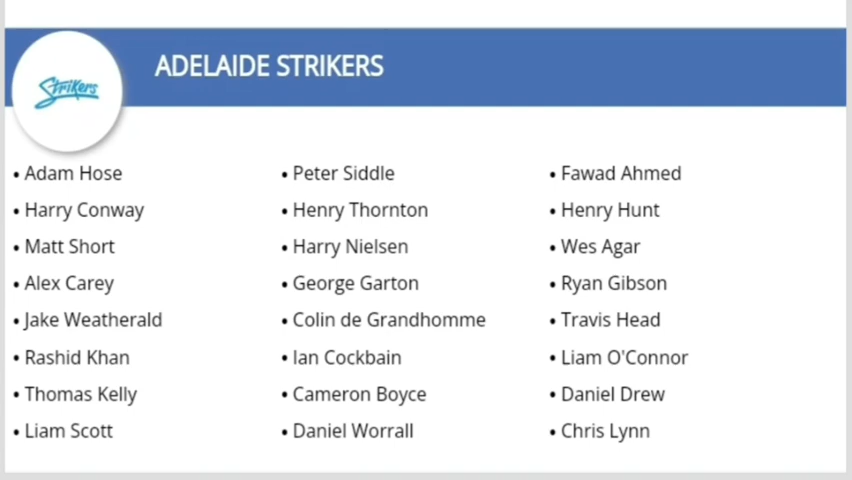 Strikers
ADELAIDE STRIKERS
• Adam Hose
• Harry Conway
• Matt Short
• Alex Carey
• Jake Weatherald
• Rashid Khan
• Thomas Kelly
• Liam Scott
• Peter Siddle
• Henry Thornton
• Harry Nielsen
• George Garton
• Colin de Grandhomme
• Ian Cockbain
• Cameron Boyce
• Daniel Worrall
• Fawad Ahmed
• Henry Hunt
• Wes Agar
• Ryan Gibson
• Travis Head
• Liam O'Connor
• Daniel Drew
• Chris Lynn